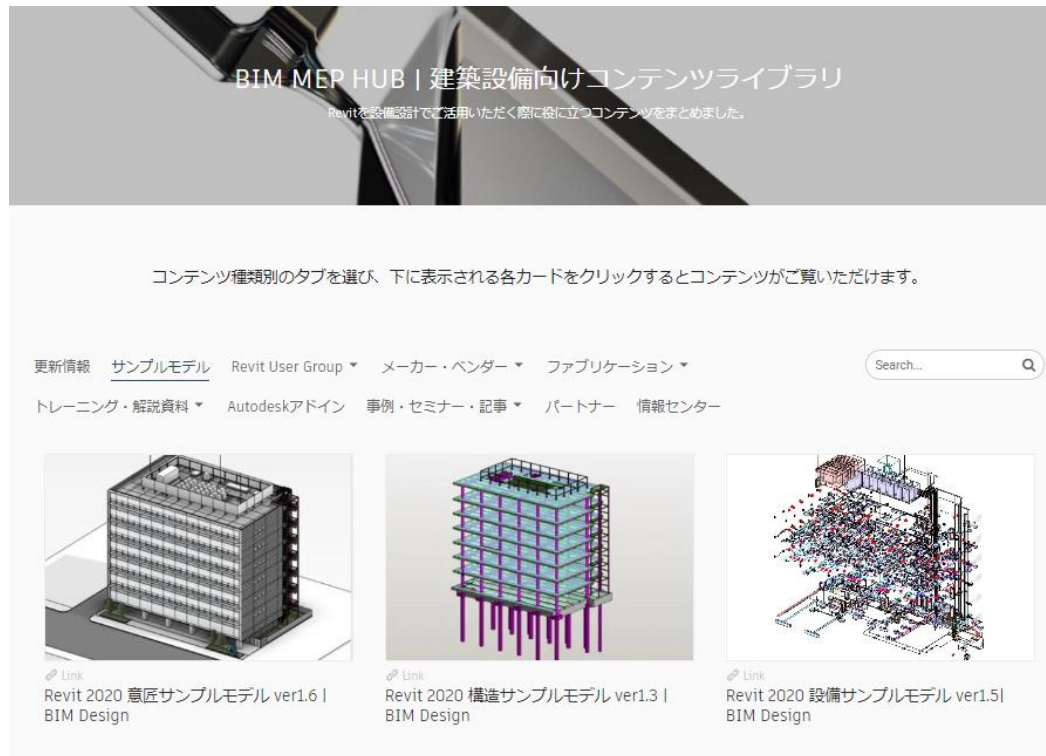 BIM MEP HUB | 建築設備向けコンテンツライブラリ
Revitを設備設計でご活用いただく際に役に立つコンテンツをまとめました。
コンテンツ種類別のタブを選び、下に表示される各カードをクリックするとコンテンツがご覧いただけます。
更新情報 サンプルモデル Revit User Group メーカー・ベンダー ファブリケーション Search...
トレーニング・解説資料 Autodeskアドイン 事例・セミナー・記事 パートナー 情報センター
Link Link Link
Revit 2020 意匠サンプルモデル ver1.6 | Revit 2020 構造サンプルモデル ver1.3 | Revit 2020 設備サンプルモデル ver1.5|
BIM Design BIM Design BIM Design